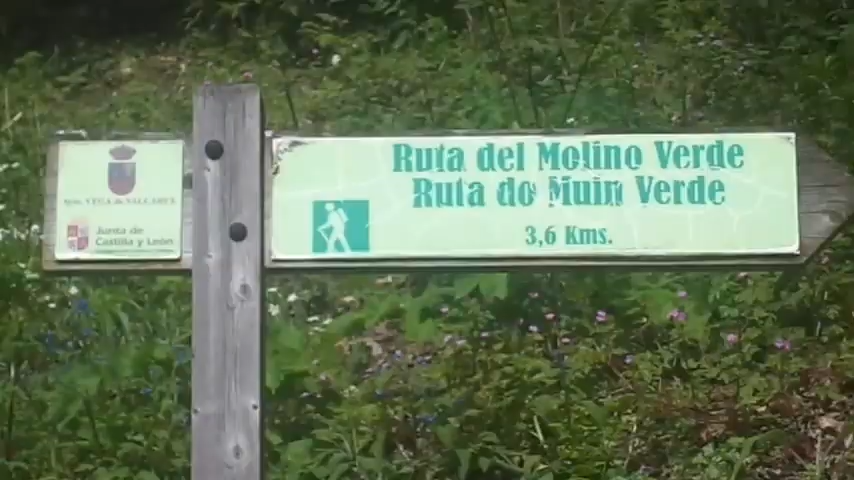 Ayto. VEGA de VALCARCE
Junta de
Castilla y León
Ruta del Molino Verde
Ruta do Muin Verde
3,6 Kms.